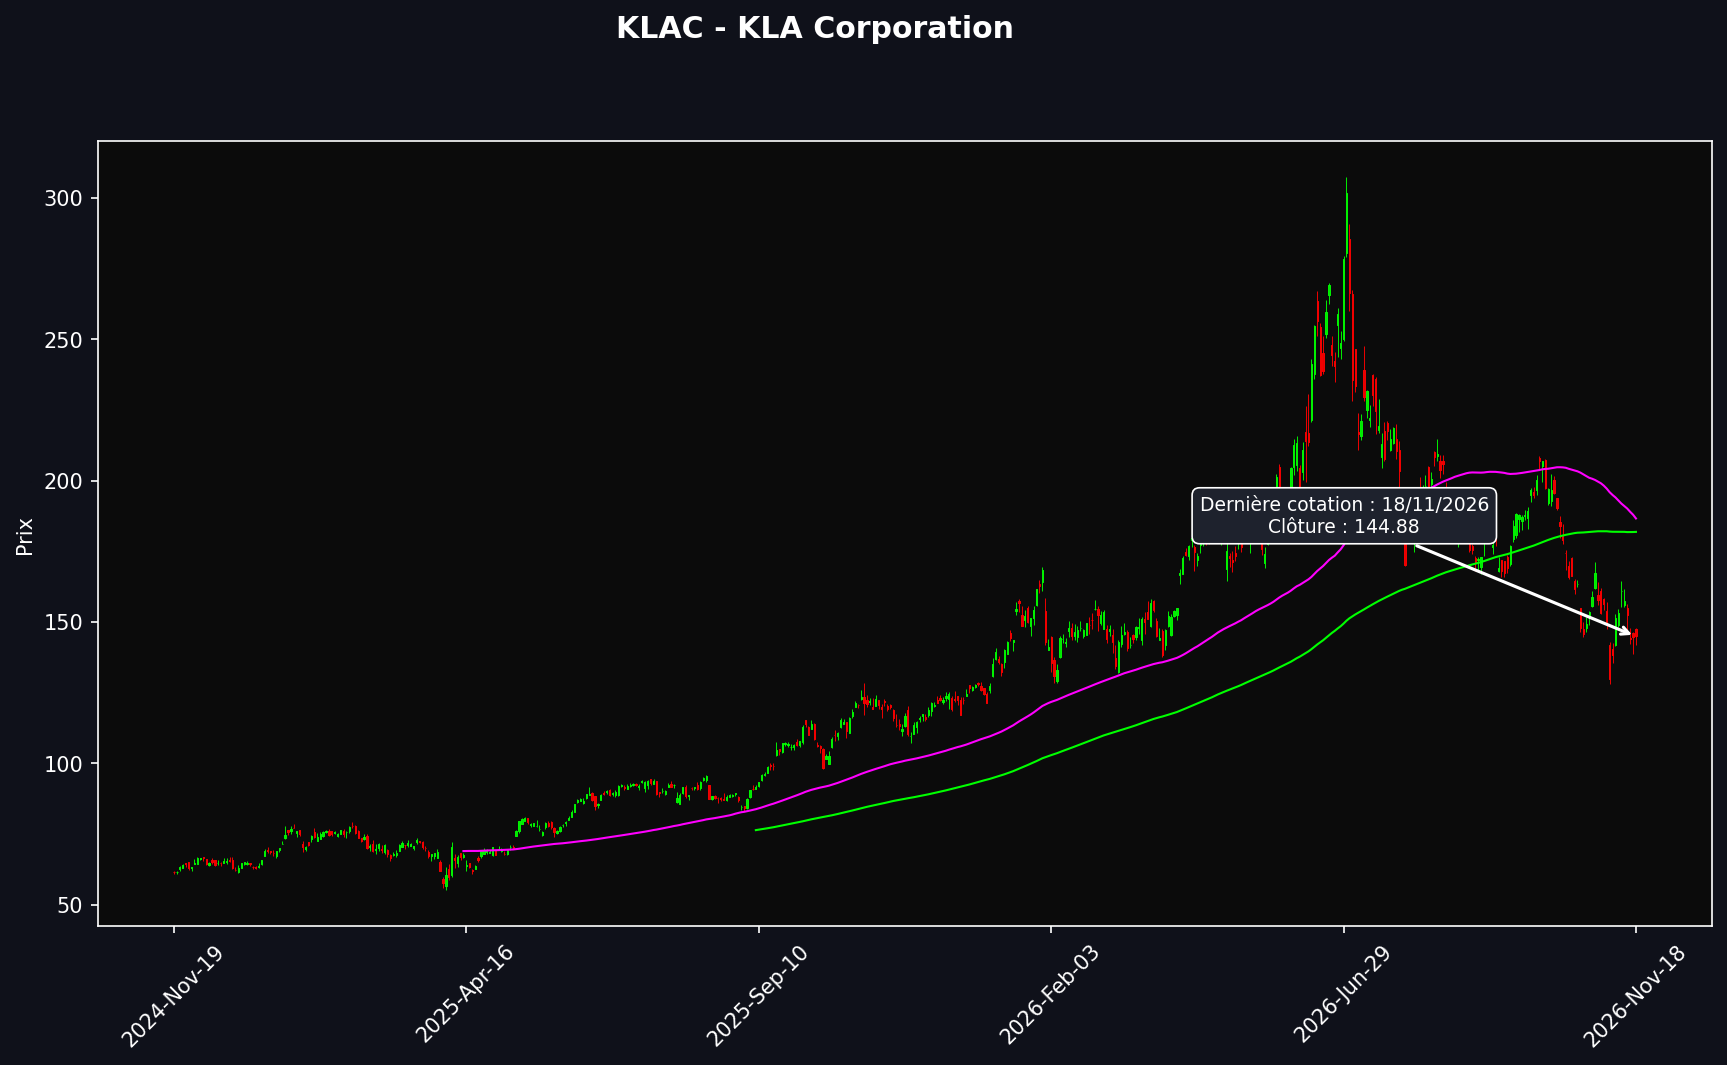 KLAC - KLA Corporation
Prix
300
250
200
150
100
50
Dernière cotation : 18/11/2026
Clôture : 144.88
2024-Nov-19
2025-Apr-16
2025-Sep-10
2026-Feb-03
2026-Jun-29
2026-Nov-18